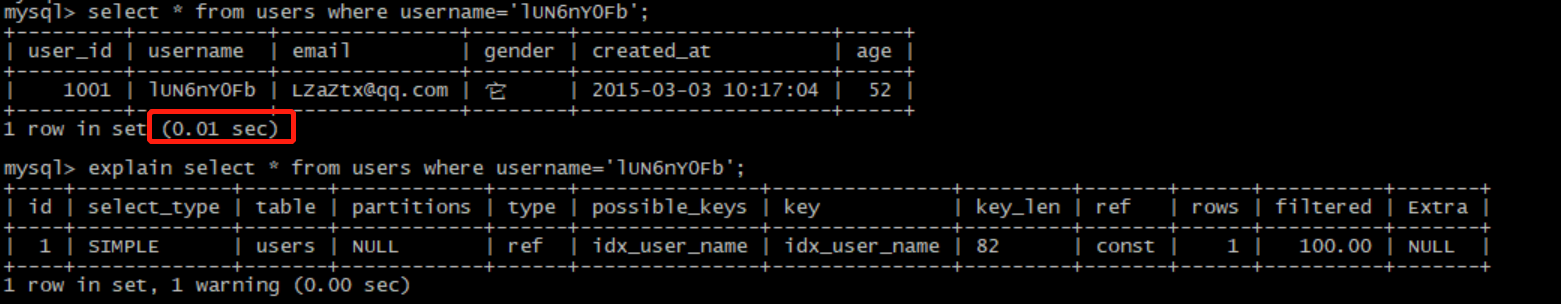 mysql> select * from users where username='lUN6nY0Fb';
+---------+-----------+---------------+--------+---------------------+-----+
| user_id | username | email | gender | created_at | age |
+---------+-----------+---------------+--------+---------------------+-----+
| 1001 | lUN6nY0Fb | LZaZtx@qq.com | 它 | 2015-03-03 10:17:04 | 52 |
+---------+-----------+---------------+--------+---------------------+-----+
1 row in set (0.01 sec)
mysql> explain select * from users where username='lUN6nY0Fb';
+----+-------------+-------+------------+------+---------------+---------------+---------+-------+------+----------+-------+
| id | select_type | table | partitions | type | possible_keys | key | key_len | ref | rows | filtered | Extra |
+----+-------------+-------+------------+------+---------------+---------------+---------+-------+------+----------+-------+
| 1 | SIMPLE | users | NULL | ref | idx_user_name | idx_user_name | 82 | const | 1 | 100.00 | NULL |
+----+-------------+-------+------------+------+---------------+---------------+---------+-------+------+----------+-------+
1 row in set, 1 warning (0.00 sec)